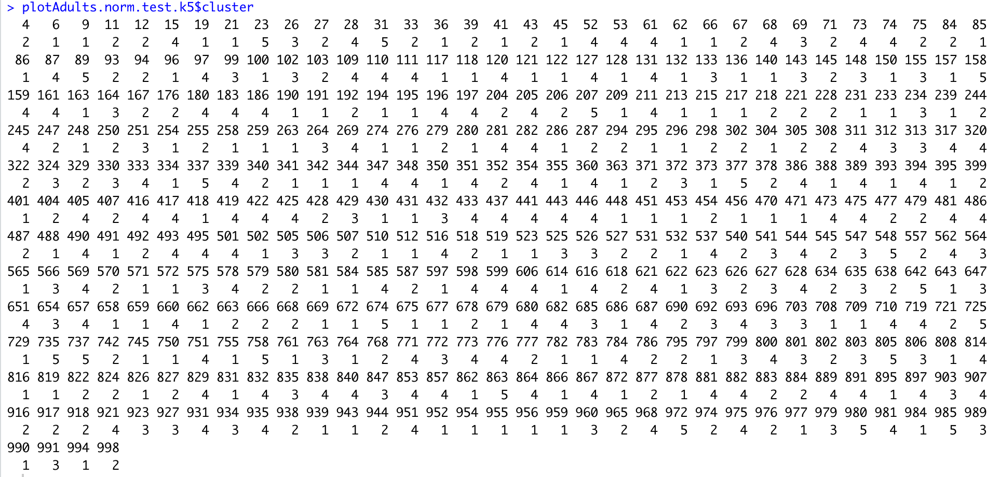 > plotAdults.norm.test.k5$cluster
4 6 9 11 12 15 19 21 23 26 27 28 31 33 36 39 41 43 45 52 53 61 62 66 67 68 69 71 73 74 75 84 85
2 1 1 2 2 4 1 1 5 3 2 4 5 2 1 2 1 2 1 4 4 4 1 1 2 4 3 2 4 4 2 2 1
86 87 89 93 94 96 97 99 100 102 103 109 110 111 117 118 120 121 122 127 128 131 132 133 136 140 143 145 148 150 155 157 158
1 4 5 2 2 1 4 3 1 3 2 4 4 4 1 1 4 1 1 4 1 4 1 3 1 1 3 2 3 1 3 1 5
159 161 163 164 167 176 180 183 186 190 191 192 194 195 196 197 204 205 206 207 209 211 213 215 217 218 221 228 231 233 234 239 244
4 4 1 3 2 2 4 4 4 1 1 2 1 1 4 4 2 4 2 5 1 4 1 1 1 2 2 2 1 1 3 1 2
245 247 248 250 251 254 255 258 259 263 264 269 274 276 279 280 281 282 286 287 294 295 296 298 302 304 305 308 311 312 313 317 320
4 2 1 2 3 1 2 1 1 1 3 4 1 1 2 1 4 4 1 2 2 1 1 2 2 1 2 2 4 3 3 4 4
322 324 329 330 333 334 337 339 340 341 342 344 347 348 350 351 352 354 355 360 363 371 372 373 377 378 386 388 389 393 394 395 399
2 3 2 3 4 1 5 4 2 1 1 1 4 4 1 4 2 4 1 4 1 2 3 1 5 2 4 1 4 1 4 1 2
401 404 405 407 416 417 418 419 422 425 428 429 430 431 432 433 437 441 443 446 448 451 453 454 456 470 471 473 475 477 479 481 486
1 2 4 2 4 4 1 4 4 4 2 3 1 1 3 4 4 4 4 4 1 1 1 2 1 1 1 4 4 2 2 4 4
487 488 490 491 492 493 495 501 502 505 506 507 510 512 516 518 519 523 525 526 527 531 532 537 540 541 544 545 547 548 557 562 564
2 1 4 1 2 4 4 4 1 3 3 2 1 1 4 2 1 1 3 3 2 2 1 4 2 3 4 2 3 5 2 4 3
565 566 569 570 571 572 575 578 579 580 581 584 585 587 597 598 599 606 614 616 618 621 622 623 626 627 628 634 635 638 642 643 647
1 3 4 2 1 1 3 4 2 2 1 1 4 2 1 4 4 4 1 4 2 4 1 3 2 3 4 2 3 2 5 1 3
651 654 657 658 659 660 662 663 666 668 669 672 674 675 677 678 679 680 682 685 686 687 690 692 693 696 703 708 709 710 719 721 725
4 3 4 1 1 4 1 2 2 2 1 1 5 1 1 2 1 4 4 3 1 4 2 3 4 3 3 1 1 4 4 2 5
729 735 737 742 745 750 751 755 758 761 763 764 768 771 772 773 776 777 782 783 784 786 795 797 799 800 801 802 803 805 806 808 814
1 5 5 2 1 1 4 1 5 1 3 1 2 4 3 4 4 2 1 1 4 2 2 1 3 4 3 2 3 5 3 1 4
816 819 822 824 826 827 829 831 832 835 838 840 847 853 857 862 863 864 866 867 872 877 878 881 882 883 884 889 891 895 897 903 907
1 1 2 2 1 2 4 1 4 3 4 4 3 4 4 1 5 4 1 4 1 2 1 4 4 2 2 4 4 1 4 3 4
916 917 918 921 923 927 931 934 935 938 939 943 944 951 952 954 955 956 959 960 965 968 972 974 975 976 977 979 980 981 984 985 989
2 2 2 4 3 3 4 3 4 2 1 1 2 4 1 1 1 1 1 3 2 4 5 2 4 2 1 3 5 4 1 5 3
990 991 994 998
1 3 1 2